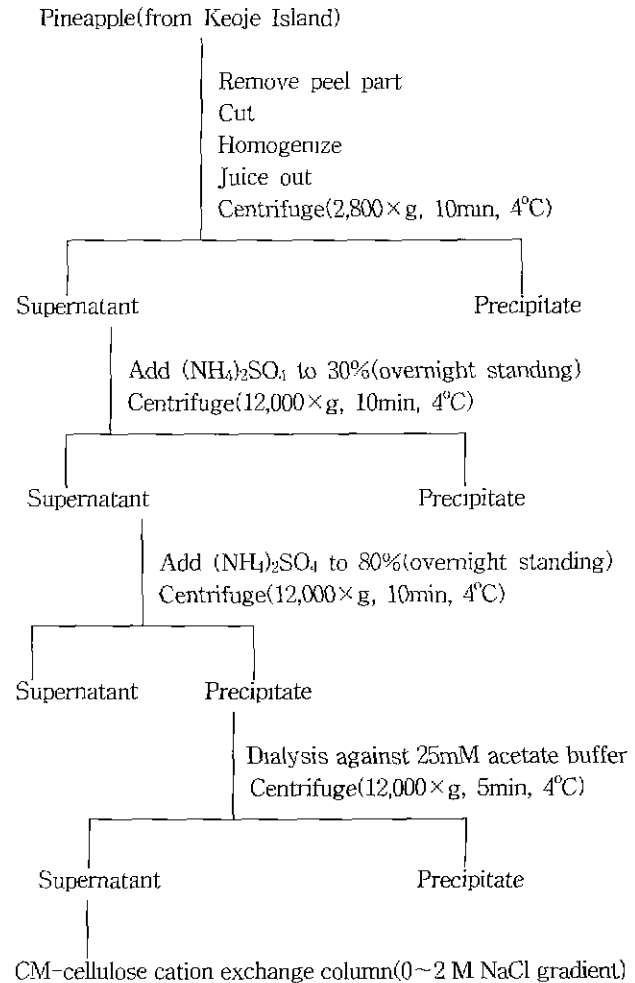 Pineapple(from Keoje Island)
Remove peel part
Cut
Homogenize
Juice out
Centrifuge(2,800×g, 10min, 4°C)
Supernatant Precipitate
Add (NH₄)₂SO₄ to 30%(overnight standing)
Centrifuge(12,000×g, 10min, 4°C)
Supernatant Precipitate
Add (NH₄)₂SO₄ to 80%(overnight standing)
Centrifuge(12,000×g, 10min, 4°C)
Supernatant Precipitate
Dialysis against 25mM acetate buffer
Centrifuge(12,000×g, 5min, 4°C)
Supernatant Precipitate
CM-cellulose cation exchange column(0~2 M NaCl gradient)